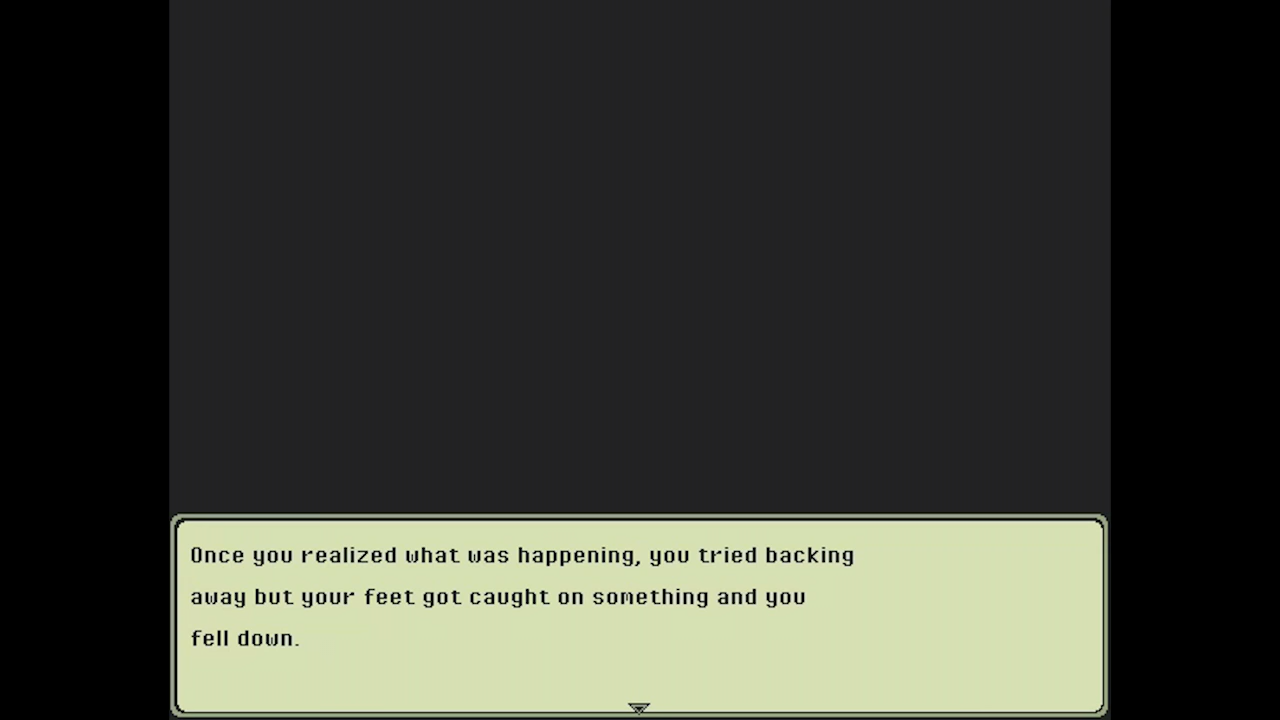 Once you realized what was happening, you tried backing
away but your feet got caught on something and you
fell down.